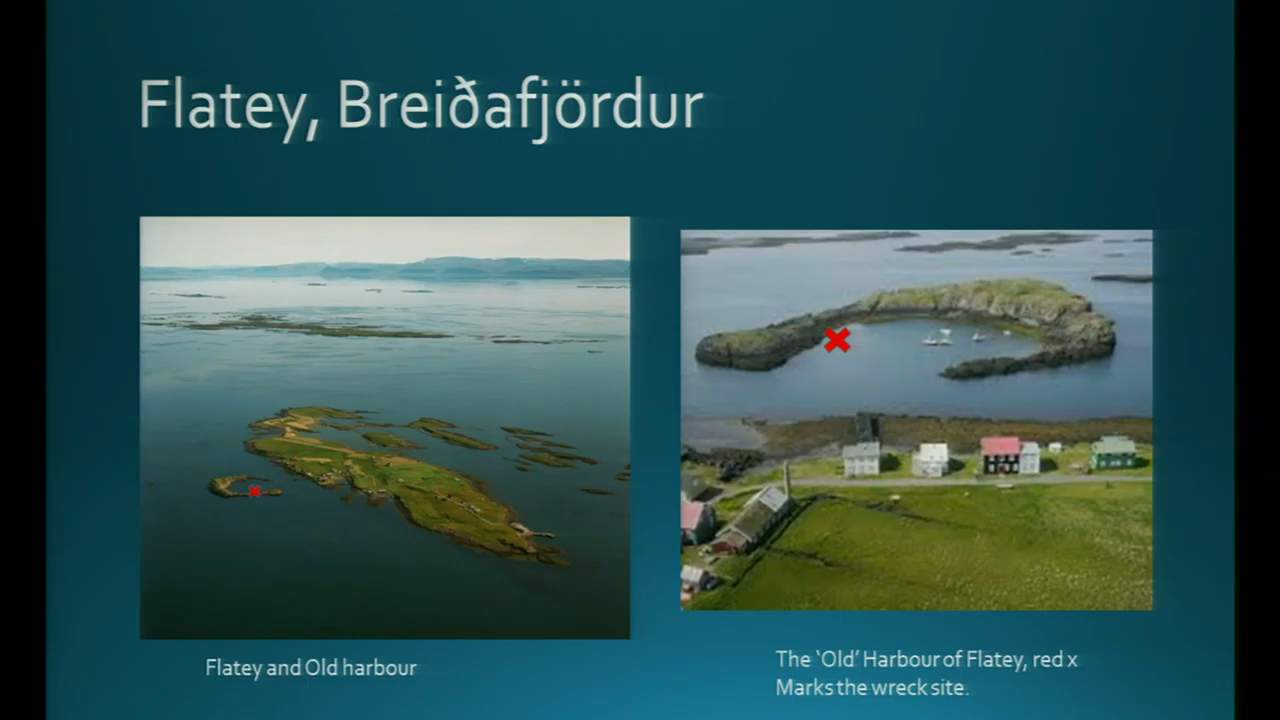 Flatey, Breiðafjördur
Flatey and Old harbour
The ‘Old’ Harbour of Flatey, red x
Marks the wreck site.